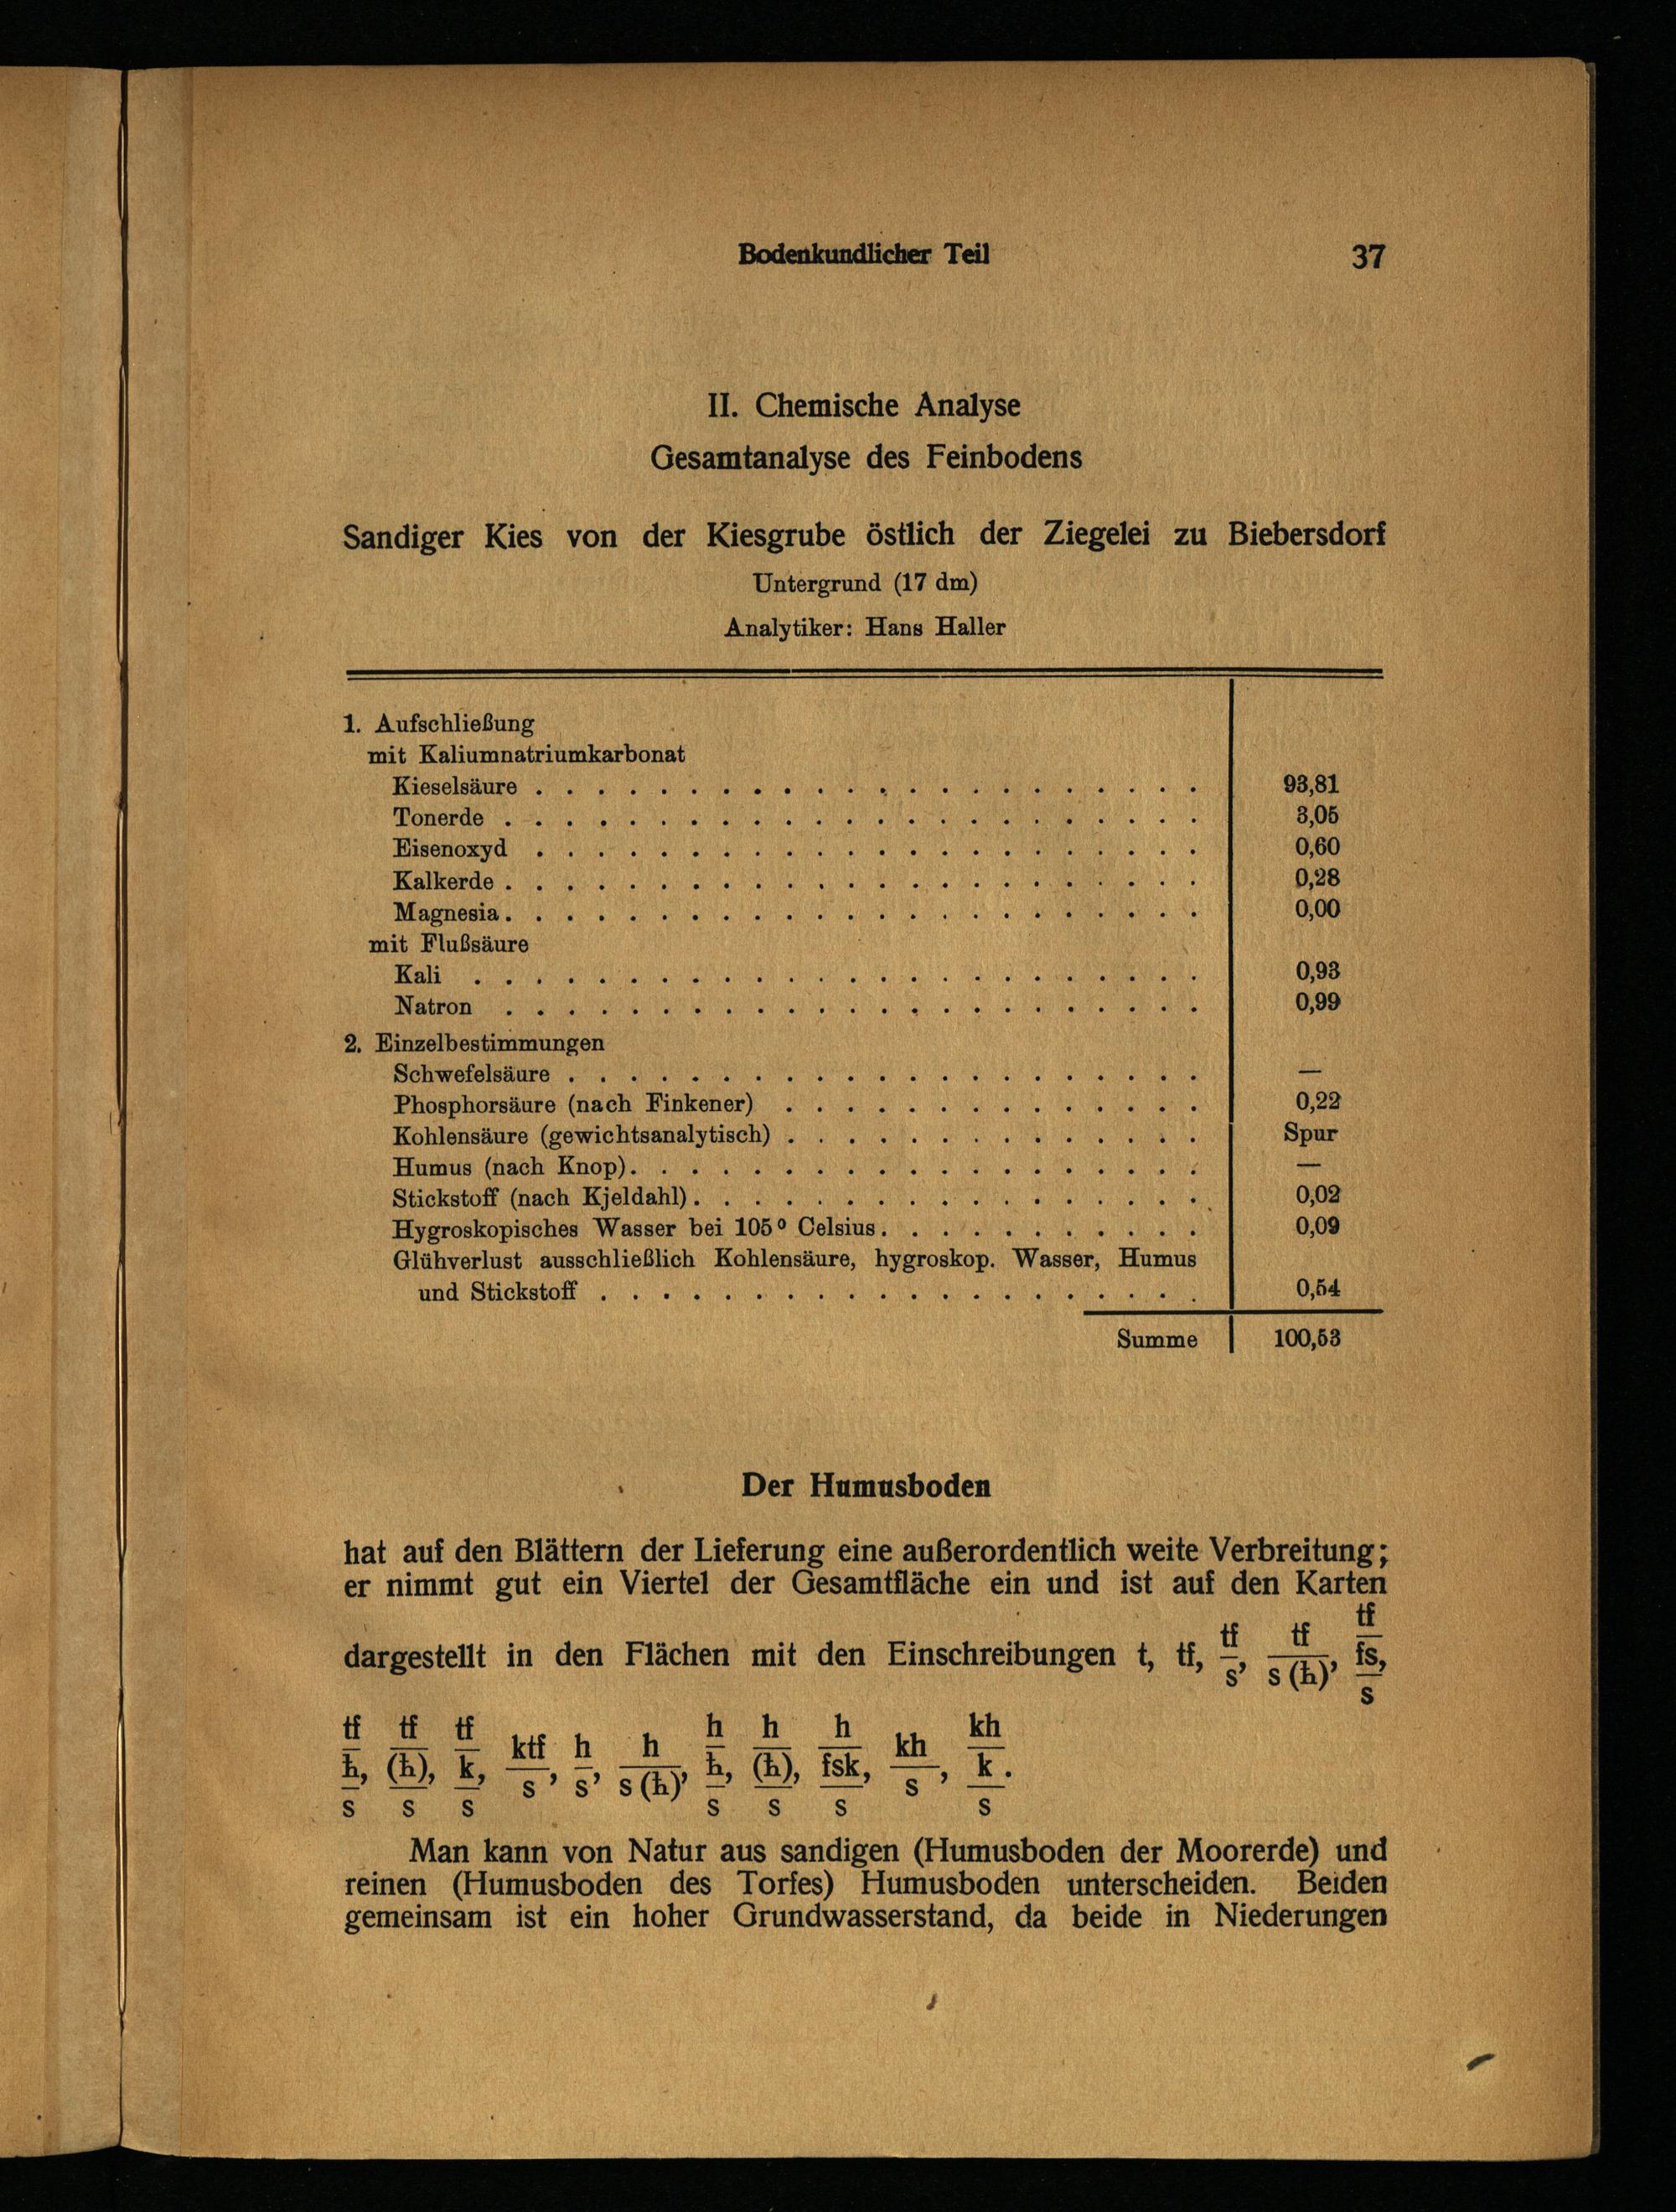 Bodenkundlicher Teil 37
II. Chemische Analyse
Gesamtanalyse des Feinbodens
Sandiger Kies von der Kiesgrube östlich der Ziegelei zu Biebersdorf
Untergrund (17 dm)
Analytiker: Hans Haller
1. Aufschließung
mit Kaliumnatriumkarbonat
Kieselsäure . . . . . . . . . . . . . . . . . . . . . . 93,81
Tonerde . . . . . . . . . . . . . . . . . . . . . . . 3,05
Eisenoxyd . . . . . . . . . . . . . . . . . . . . . . 0,60
Kalkerde . . . . . . . . . . . . . . . . . . . . . . . 0,28
Magnesia . . . . . . . . . . . . . . . . . . . . . . . 0,00
mit Flußsäure
Kali . . . . . . . . . . . . . . . . . . . . . . . . 0,93
Natron . . . . . . . . . . . . . . . . . . . . . . . 0,99
2. Einzelbestimmungen
Schwefelsäure . . . . . . . . . . . . . . . . . . . . . —
Phosphorsäure (nach Finkener) . . . . . . . . . . . . . . 0,22
Kohlensäure (gewichtsanalytisch) . . . . . . . . . . . . . . Spur
Humus (nach Knop) . . . . . . . . . . . . . . . . . . . —
Stickstoff (nach Kjeldahl) . . . . . . . . . . . . . . . . . 0,02
Hygroskopisches Wasser bei 105° Celsius . . . . . . . . . . . 0,09
Glühverlust ausschließlich Kohlensäure, hygroskop. Wasser, Humus
und Stickstoff . . . . . . . . . . . . . . . . . . . . 0,54
Summe 100,53
Der Humusboden
hat auf den Blättern der Lieferung eine außerordentlich weite Verbreitung;
er nimmt gut ein Viertel der Gesamtfläche ein und ist auf den Karten
dargestellt in den Flächen mit den Einschreibungen t, tf, tf/s, tf/s(ħ), tf/fs/s,
tf/ħ/s, tf/(ħ)/s, tf/k/s, ktf/s, h/s, h/s(ħ), h/ħ/s, h/(ħ)/s, h/fsk/s, kh/s, kh/k/s.
Man kann von Natur aus sandigen (Humusboden der Moorerde) und
reinen (Humusboden des Torfes) Humusboden unterscheiden. Beiden
gemeinsam ist ein hoher Grundwasserstand, da beide in Niederungen